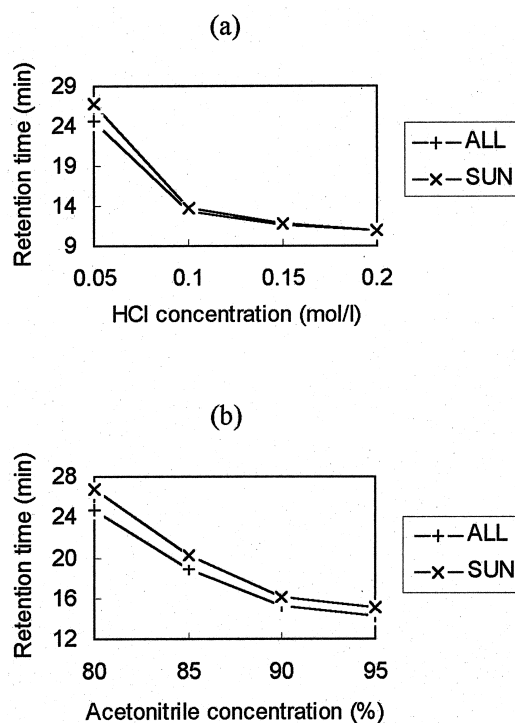 (a)
Retention time (min)
29
24
19
14
9
0.05 0.1 0.15 0.2
HCl concentration (mol/l)
ALL
SUN
(b)
Retention time (min)
28
24
20
16
12
80 85 90 95
Acetonitrile concentration (%)
ALL
SUN